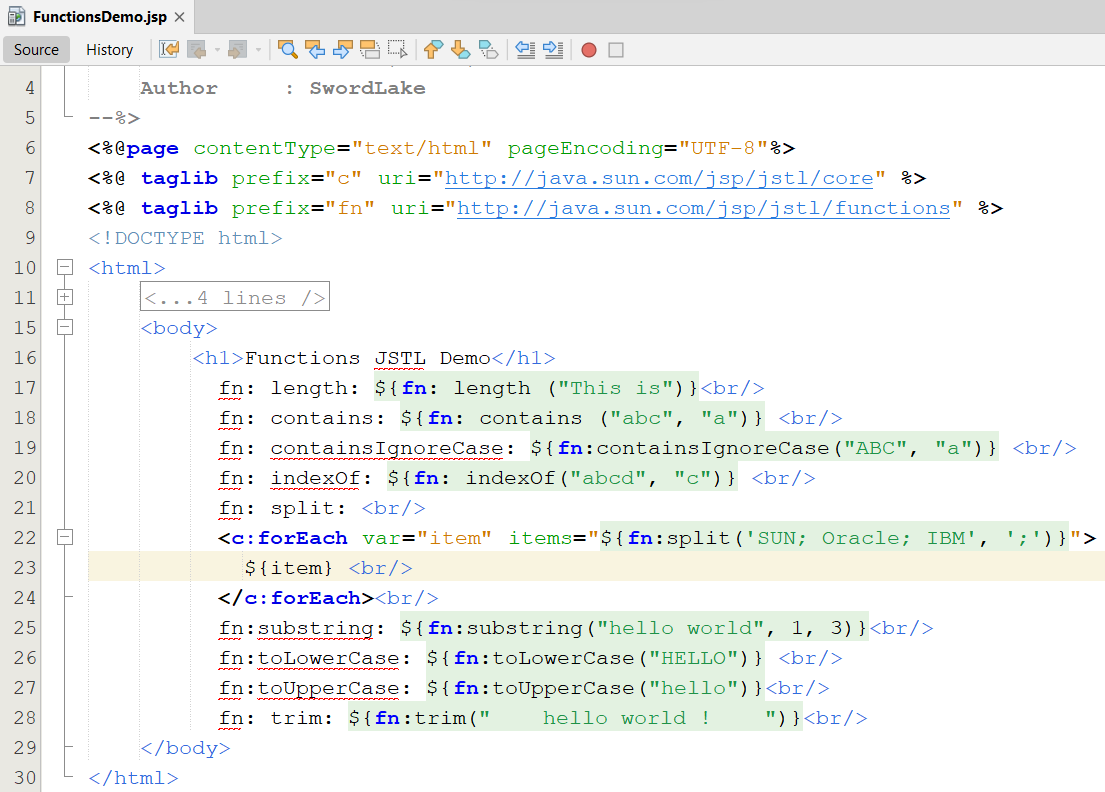 FunctionsDemo.jsp
Source History
4 Author : SwordLake
5 --%>
6 <%@page contentType="text/html" pageEncoding="UTF-8"%>
7 <%@ taglib prefix="c" uri="http://java.sun.com/jsp/jstl/core" %>
8 <%@ taglib prefix="fn" uri="http://java.sun.com/jsp/jstl/functions" %>
9 <!DOCTYPE html>
10 <html>
11 <...4 lines />
15 <body>
16 <h1>Functions JSTL Demo</h1>
17 fn: length: ${fn: length ("This is")}<br/>
18 fn: contains: ${fn: contains ("abc", "a")} <br/>
19 fn: containsIgnoreCase: ${fn:containsIgnoreCase("ABC", "a")} <br/>
20 fn: indexOf: ${fn: indexOf("abcd", "c")} <br/>
21 fn: split: <br/>
22 <c:forEach var="item" items="${fn:split('SUN; Oracle; IBM', ';')}">
23 ${item} <br/>
24 </c:forEach><br/>
25 fn:substring: ${fn:substring("hello world", 1, 3)}<br/>
26 fn:toLowerCase: ${fn:toLowerCase("HELLO")} <br/>
27 fn:toUpperCase: ${fn:toUpperCase("hello")}<br/>
28 fn: trim: ${fn:trim("    hello world !    ")}<br/>
29 </body>
30 </html>